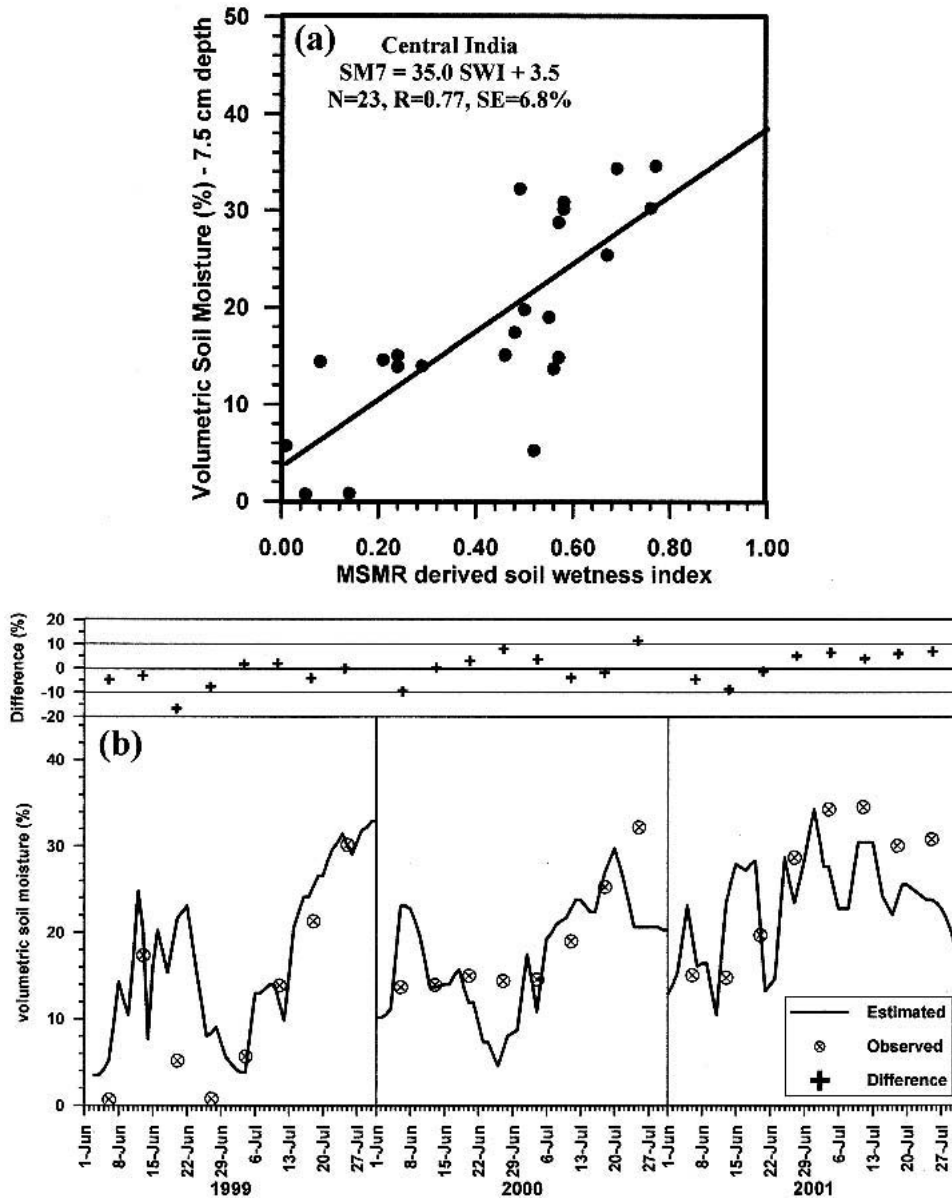 (a)
Central India
SM7 = 35.0 SWI + 3.5
N=23, R=0.77, SE=6.8%
Volumetric Soil Moisture (%) - 7.5 cm depth
50
40
30
20
10
0
0.00 0.20 0.40 0.60 0.80 1.00
MSMR derived soil wetness index
Difference (%)
20
10
0
-10
-20
(b)
volumetric soil moisture (%)
40
30
20
10
0
Estimated
Observed
Difference
1-Jun 8-Jun 15-Jun 22-Jun 29-Jun 6-Jul 13-Jul 20-Jul 27-Jul 1-Jun 8-Jun 15-Jun 22-Jun 29-Jun 6-Jul 13-Jul 20-Jul 27-Jul 1-Jun 8-Jun 15-Jun 22-Jun 29-Jun 6-Jul 13-Jul 20-Jul 27-Jul
1999 2000 2001